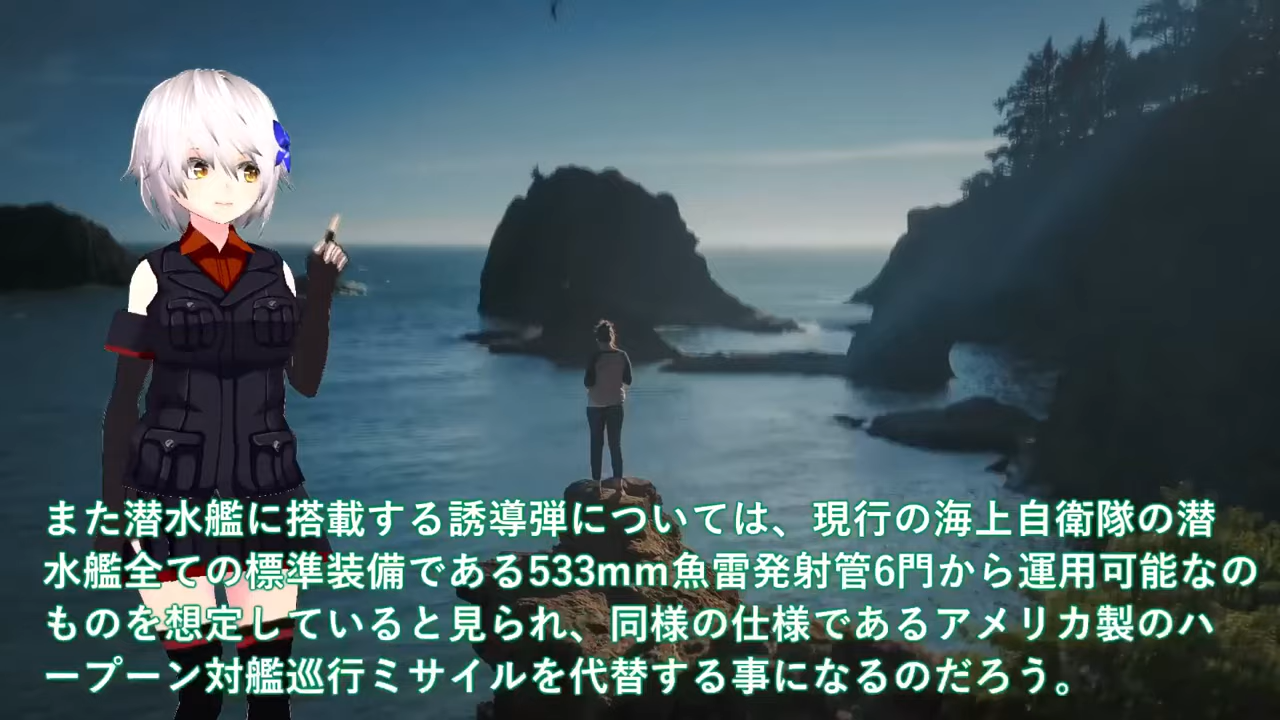 また潜水艦に搭載する誘導弾については、現行の海上自衛隊の潜
水艦全ての標準装備である533mm魚雷発射管6門から運用可能なの
ものを想定していると見られ、同様の仕様であるアメリカ製のハ
ープーン対艦巡行ミサイルを代替する事になるのだろう。